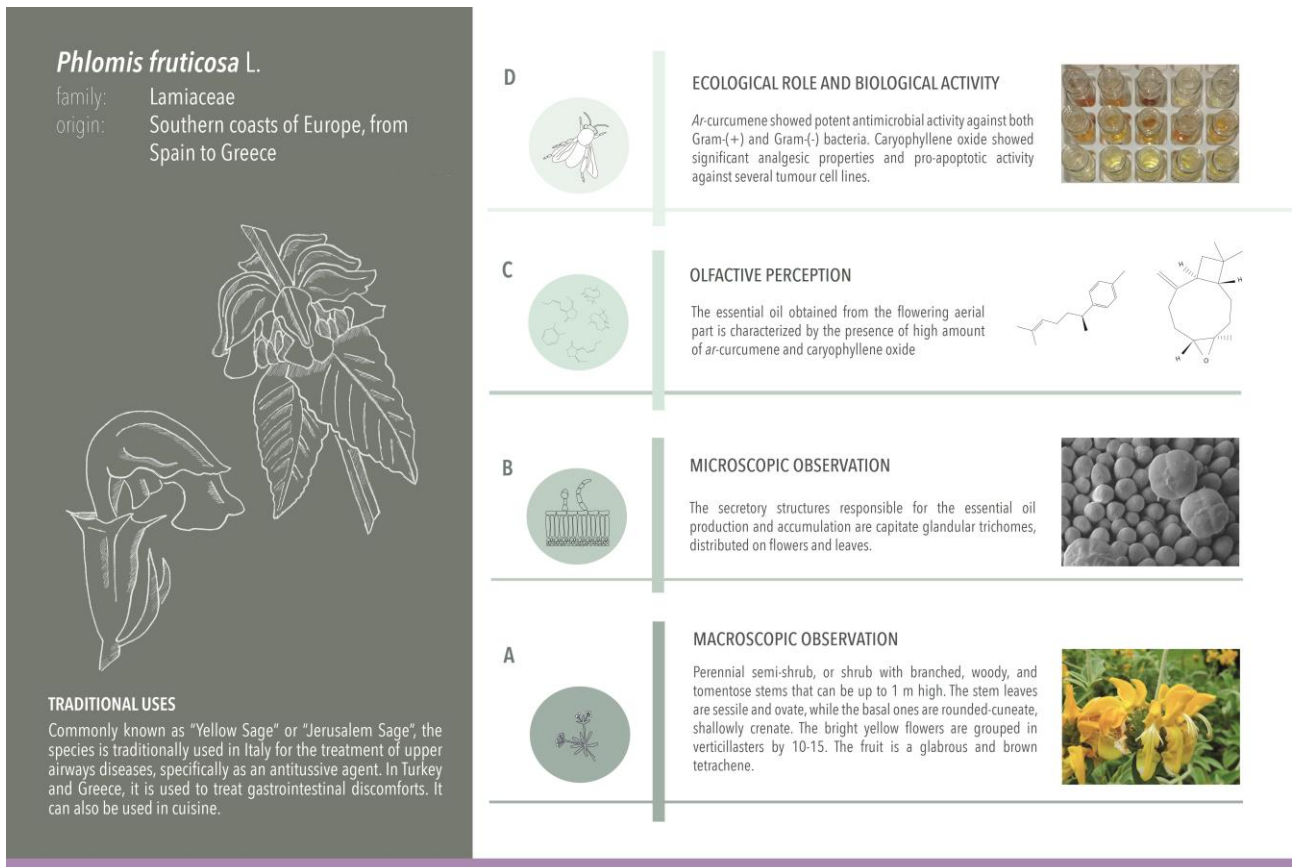 Phlomis fruticosa L.
family: Lamiaceae
origin: Southern coasts of Europe, from
Spain to Greece
TRADITIONAL USES
Commonly known as “Yellow Sage” or “Jerusalem Sage”, the
species is traditionally used in Italy for the treatment of upper
airways diseases, specifically as an antitussive agent. In Turkey
and Greece, it is used to treat gastrointestinal discomforts. It
can also be used in cuisine.
D
ECOLOGICAL ROLE AND BIOLOGICAL ACTIVITY
Ar-curcumene showed potent antimicrobial activity against both
Gram-(+) and Gram-(-) bacteria. Caryophyllene oxide showed
significant analgesic properties and pro-apoptotic activity
against several tumour cell lines.
C
OLFACTIVE PERCEPTION
The essential oil obtained from the flowering aerial
part is characterized by the presence of high amount
of ar-curcumene and caryophyllene oxide
H
H
H
O
B
MICROSCOPIC OBSERVATION
The secretory structures responsible for the essential oil
production and accumulation are capitate glandular trichomes,
distributed on flowers and leaves.
A
MACROSCOPIC OBSERVATION
Perennial semi-shrub, or shrub with branched, woody, and
tomentose stems that can be up to 1 m high. The stem leaves
are sessile and ovate, while the basal ones are rounded-cuneate,
shallowly crenate. The bright yellow flowers are grouped in
verticillasters by 10-15. The fruit is a glabrous and brown
tetrachene.